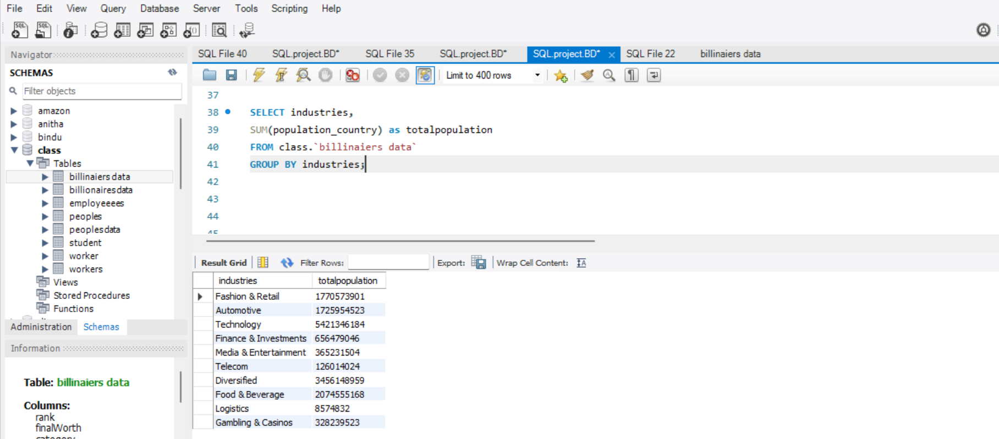 File Edit View Query Database Server Tools Scripting Help
Navigator
SCHEMAS
Filter objects
amazon
anitha
bindu
class
Tables
billinaiers data
billionairesdata
employeeees
peoples
peoplesdata
student
worker
workers
Views
Stored Procedures
Functions
Administration Schemas
Information
Table: billinaiers data
Columns:
rank
finalWorth
category
SQL File 40 SQL.project.BD* SQL File 35 SQL.project.BD* SQL.project.BD* SQL File 22 billinaiers data
Limit to 400 rows
37
38 SELECT industries,
39 SUM(population_country) as totalpopulation
40 FROM class.`billinaiers data`
41 GROUP BY industries;
42
43
44
45
Result Grid Filter Rows: Export: Wrap Cell Content:
industries totalpopulation
Fashion & Retail 1770573901
Automotive 1725954523
Technology 5421346184
Finance & Investments 656479046
Media & Entertainment 365231504
Telecom 126014024
Diversified 3456148959
Food & Beverage 2074555168
Logistics 8574832
Gambling & Casinos 328239523